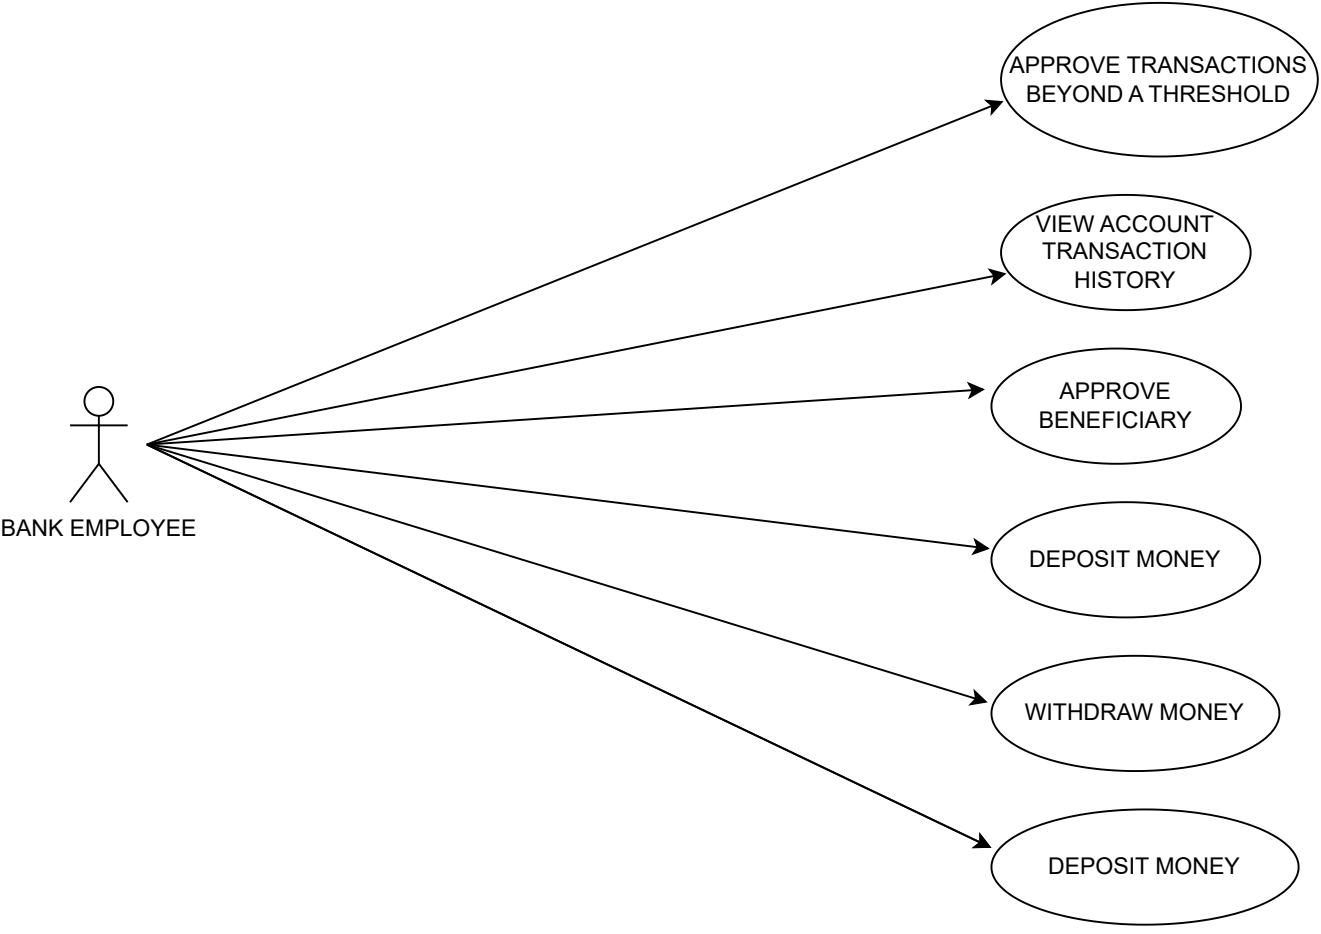 APPROVE TRANSACTIONS
BEYOND A THRESHOLD
VIEW ACCOUNT
TRANSACTION
HISTORY
APPROVE
BENEFICIARY
BANK EMPLOYEE
DEPOSIT MONEY
WITHDRAW MONEY
DEPOSIT MONEY